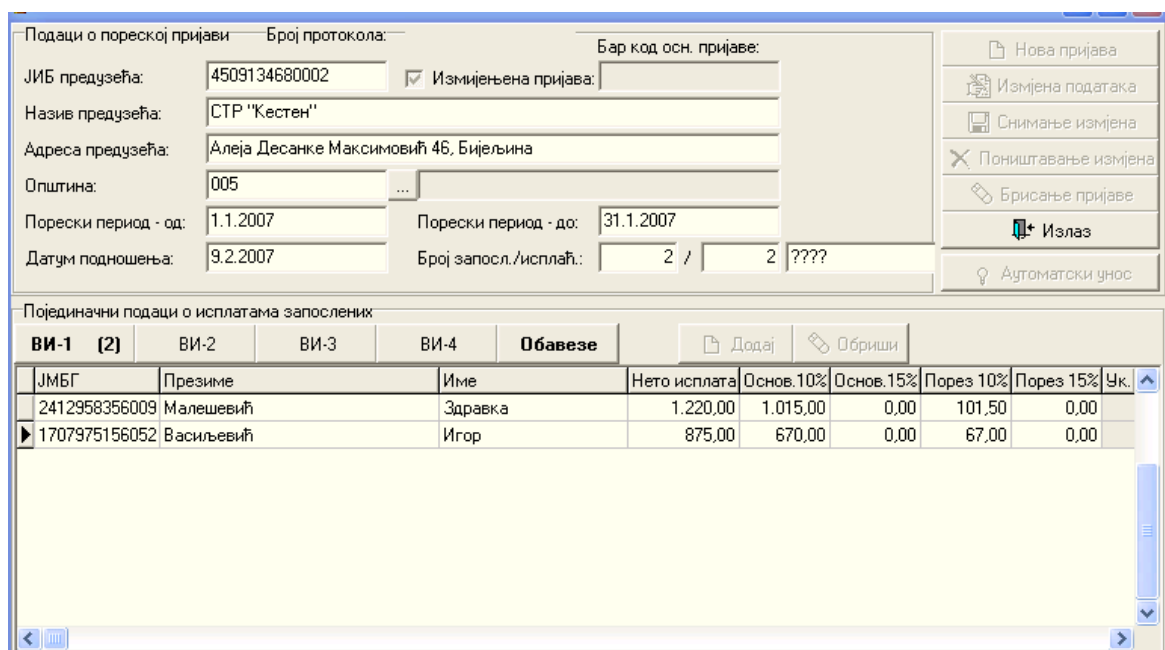 Подаци о пореској пријави Број протокола:
Бар код осн. пријаве:
ЈИБ предузећа: 4509134680002 Измијењена пријава:
Назив предузећа: СТР "Кестен"
Адреса предузећа: Алеја Десанке Максимовић 46, Бијељина
Општина: 005 ...
Порески период - од: 1.1.2007 Порески период - до: 31.1.2007
Датум подношења: 9.2.2007 Број запосл./исплаћ.: 2 / 2 ????
Нова пријава
Измјена података
Снимање измјена
Поништавање измјена
Брисање пријаве
Излаз
Аутоматски унос
Појединачни подаци о исплатама запослених
ВИ-1 (2) ВИ-2 ВИ-3 ВИ-4 Обавезе Додај Обриши
ЈМБГ Презиме Име Нето исплата Основ.10% Основ.15% Порез 10% Порез 15% Ук.
2412958356009 Малешевић Здравка 1.220,00 1.015,00 0,00 101,50 0,00
1707975156052 Васиљевић Игор 875,00 670,00 0,00 67,00 0,00